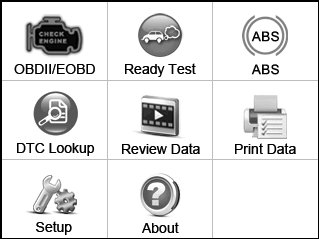 CHECK
ENGINE
OBDII/EOBD
Ready Test
ABS
ABS
DTC Lookup
Review Data
Print Data
Setup
?
About